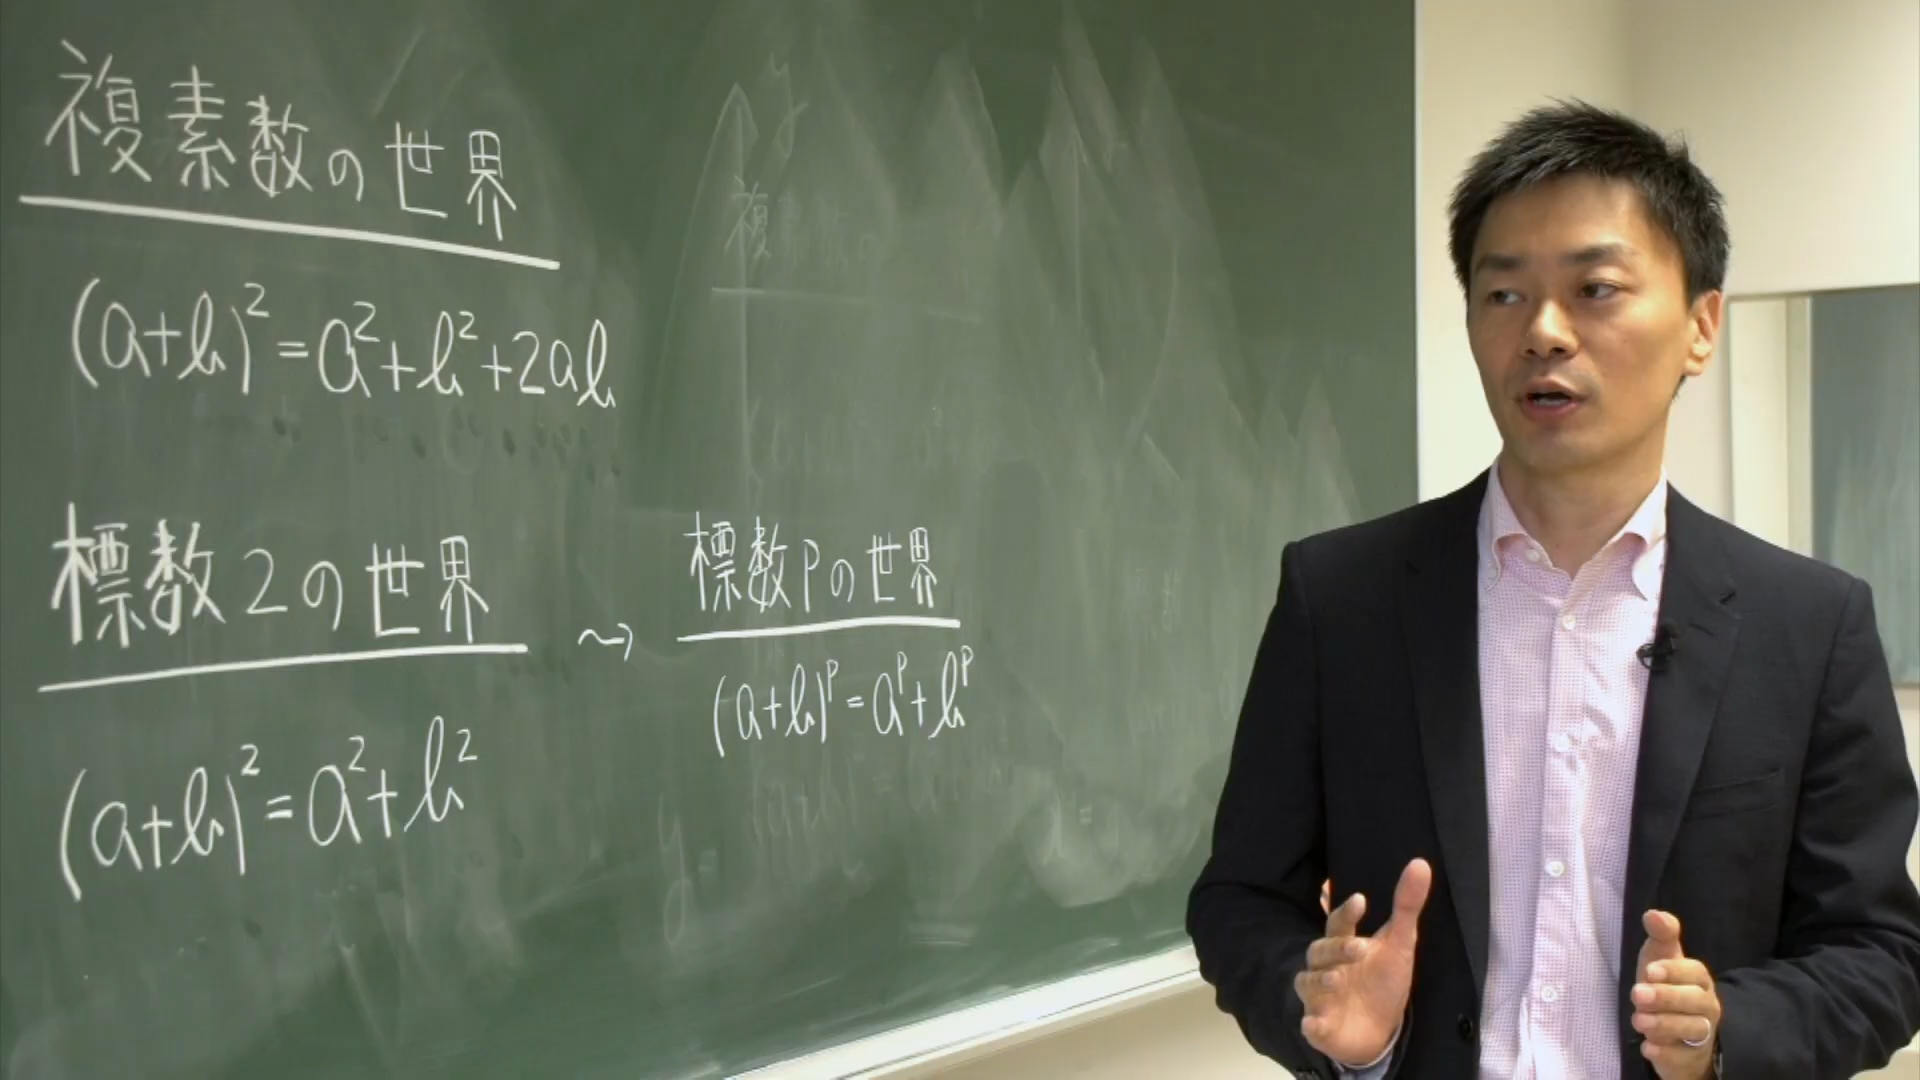 複素数の世界
(a+b)²=a²+b²+2ab
標数2の世界
(a+b)²=a²+b²
⇝
標数pの世界
(a+b)ᵖ=aᵖ+bᵖ